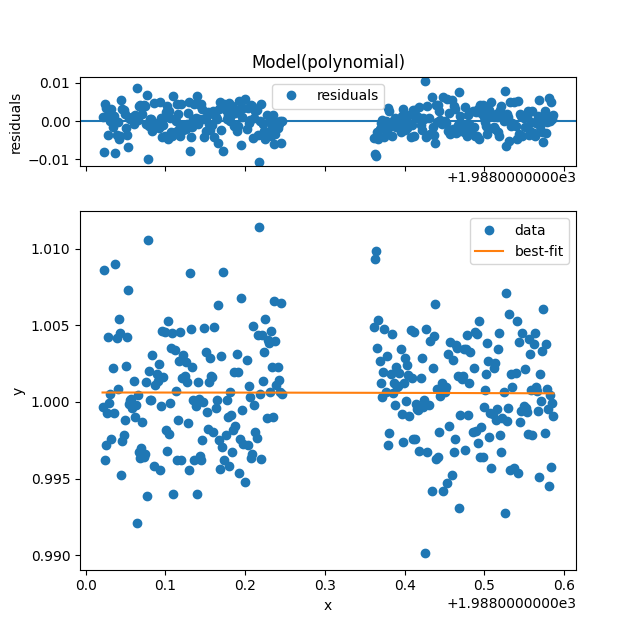 Model(polynomial)
0.01
0.00
−0.01
residuals
residuals
+1.9880000000e3
1.010
1.005
1.000
0.995
0.990
y
data
best-fit
0.0 0.1 0.2 0.3 0.4 0.5 0.6
x
+1.9880000000e3